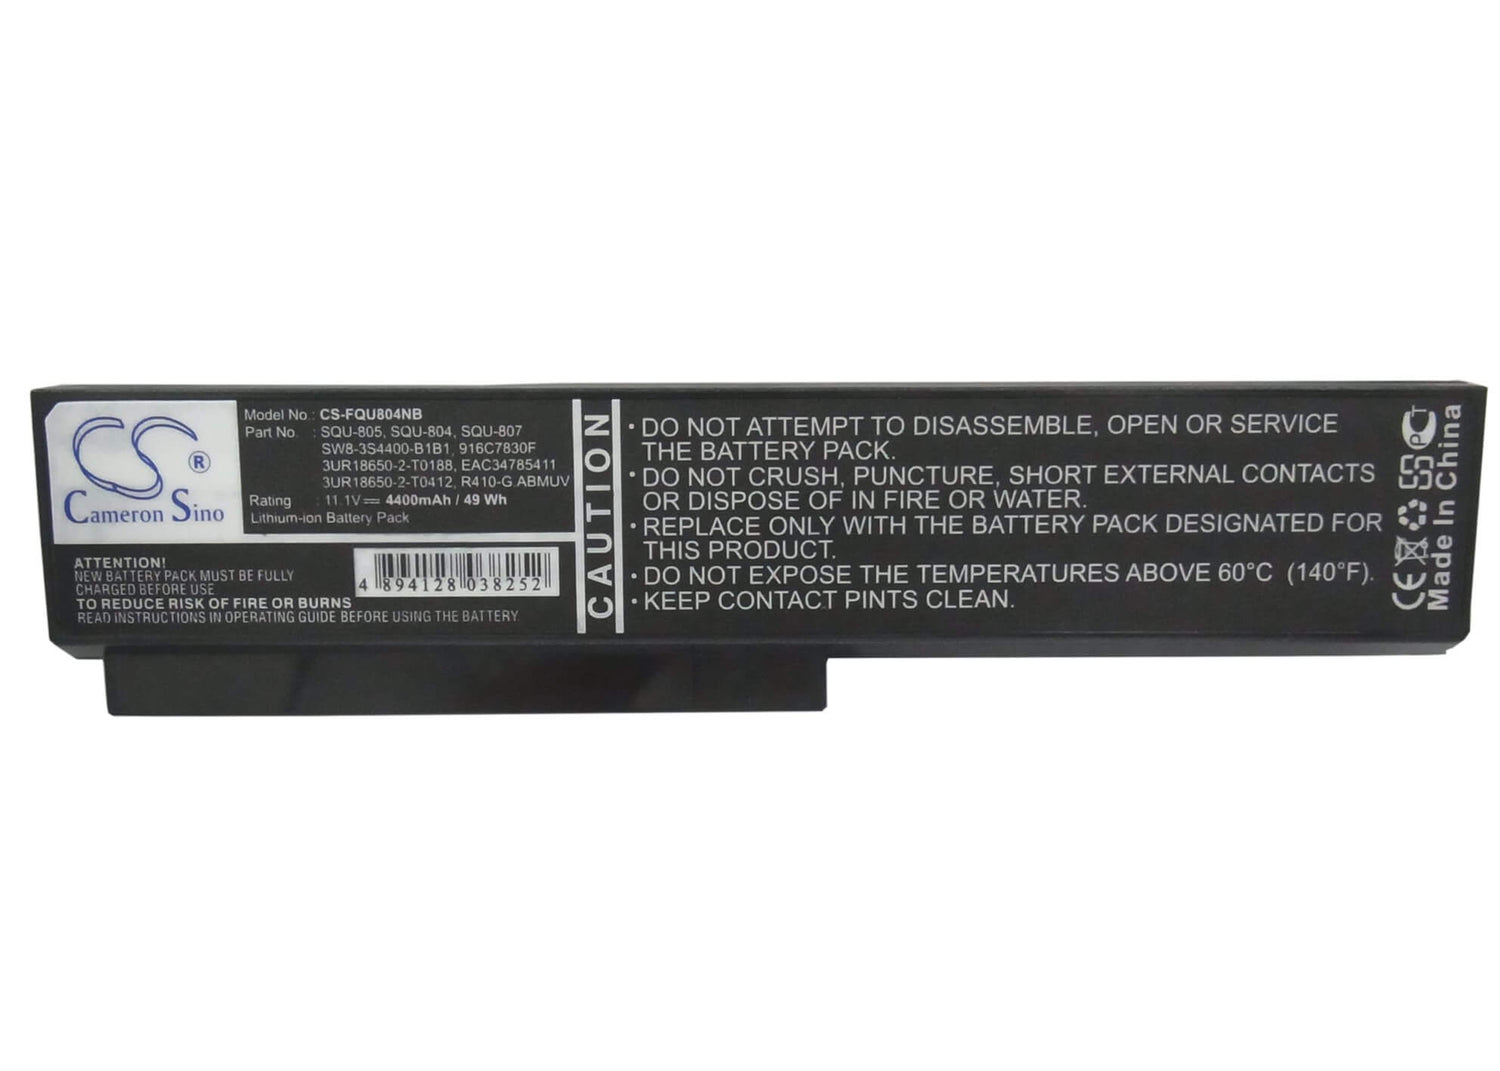 CS ®
Cameron Sino
Model No.: CS-FQU804NB
Part No. : SQU-805, SQU-804, SQU-807
SW8-3S4400-B1B1, 916C7830F
3UR18650-2-T0188, EAC34785411
3UR18650-2-T0412, R410-G.ABMUV
Rating : 11.1V⎓ 4400mAh / 49 Wh
Lithium-ion Battery Pack
ATTENTION!
NEW BATTERY PACK MUST BE FULLY
CHARGED BEFORE USE
TO REDUCE RISK OF FIRE OR BURNS
READ INSTRUCTIONS IN OPERATING GUIDE BEFORE USING THE BATTERY
4 894128 038252
CAUTION
• DO NOT ATTEMPT TO DISASSEMBLE, OPEN OR SERVICE
THE BATTERY PACK.
• DO NOT CRUSH, PUNCTURE, SHORT EXTERNAL CONTACTS
OR DISPOSE OF IN FIRE OR WATER.
• REPLACE ONLY WITH THE BATTERY PACK DESIGNATED FOR
THIS PRODUCT.
• DO NOT EXPOSE THE TEMPERATURES ABOVE 60°C (140°F).
• KEEP CONTACT PINTS CLEAN.
CE
PCT
Made In China